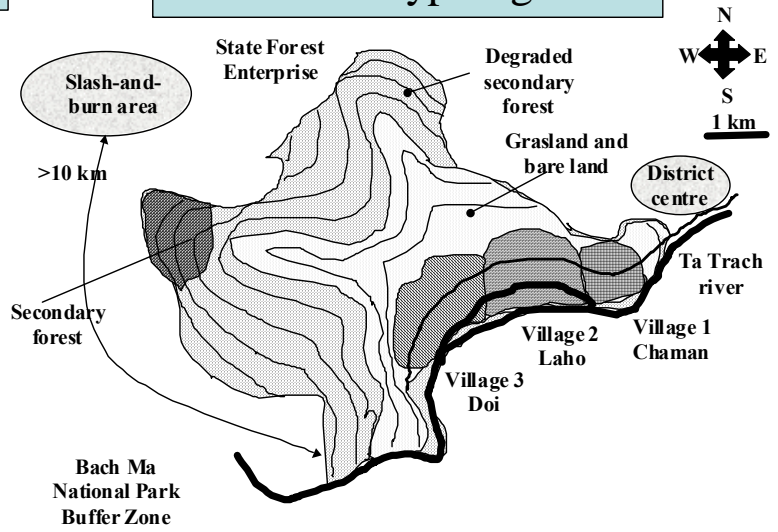 N
W E
S
1 km
State Forest
Enterprise
Slash-and-
burn area
Degraded
secondary
forest
Grasland and
bare land
>10 km
District
centre
Ta Trach
river
Secondary
forest
Village 1
Chaman
Village 2
Laho
Village 3
Doi
Bach Ma
National Park
Buffer Zone